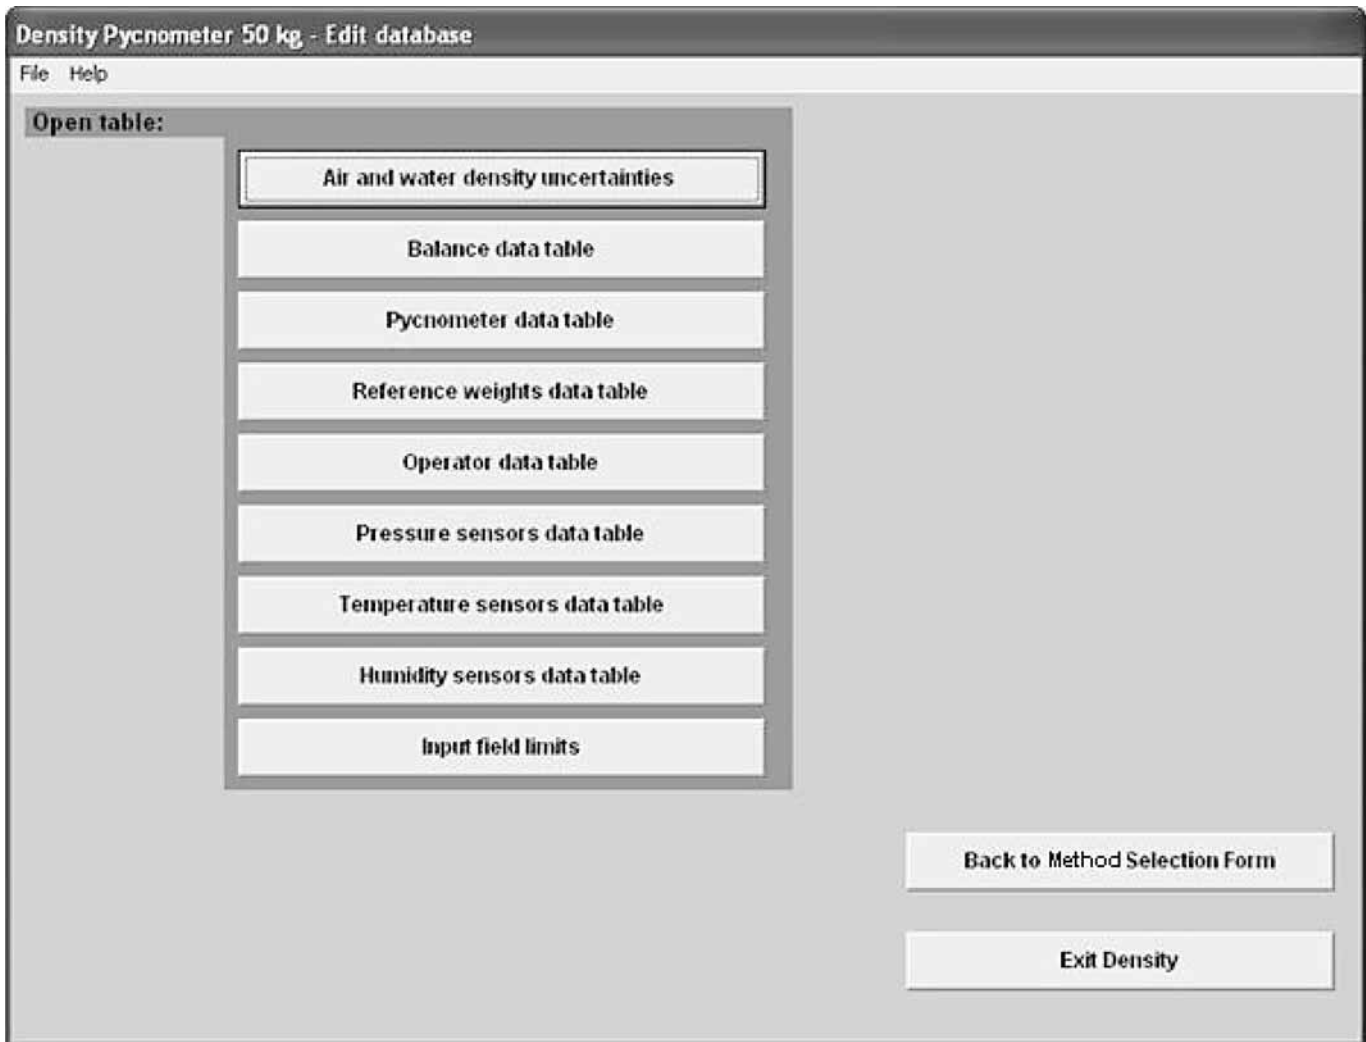 Density Pycnometer 50 kg - Edit database
File Help
Open table:
Air and water density uncertainties
Balance data table
Pycnometer data table
Reference weights data table
Operator data table
Pressure sensors data table
Temperature sensors data table
Humidity sensors data table
Input field limits
Back to Method Selection Form
Exit Density